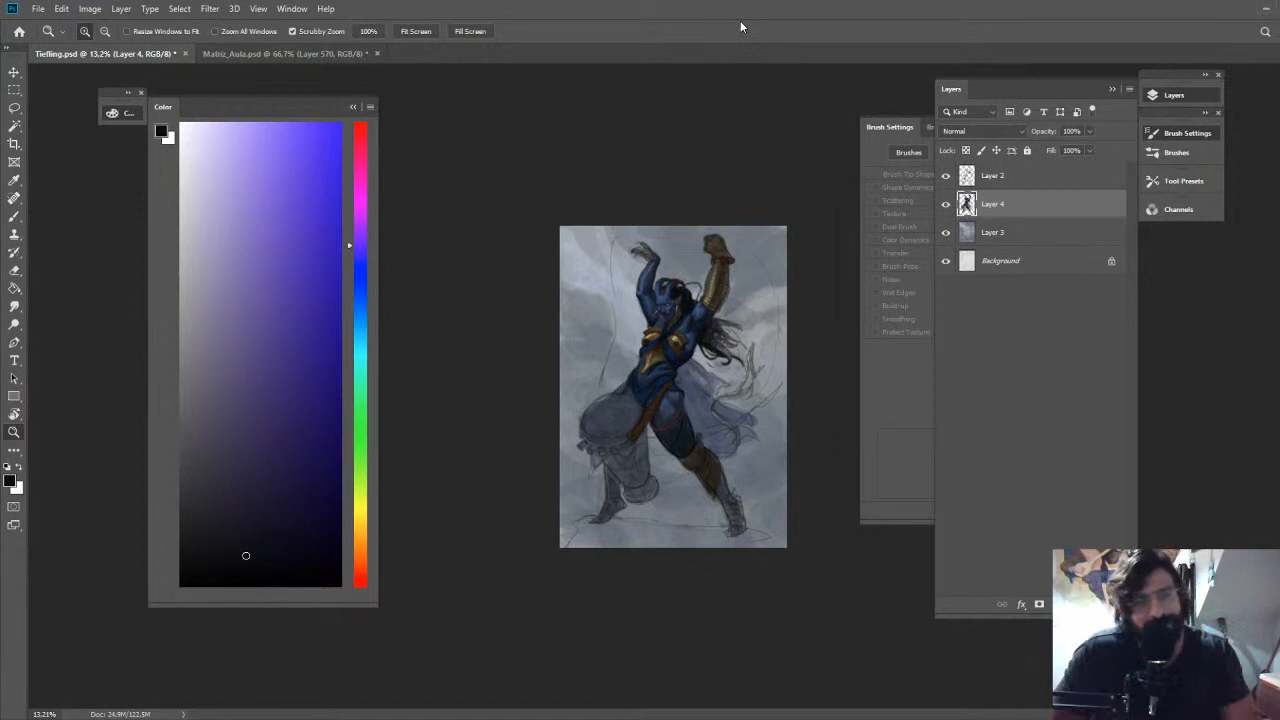 Ps File Edit Image Layer Type Select Filter 3D View Window Help
Resize Windows to Fit Zoom All Windows Scrubby Zoom 100% Fit Screen Fill Screen
Tiefling.psd @ 13,2% (Layer 4, RGB/8) * × Matriz_Aula.psd @ 66,7% (Layer 570, RGB/8) * ×
C...
Color
Brush Settings
Brushes
Brush Tip Shape
Shape Dynamics
Scattering
Texture
Dual Brush
Color Dynamics
Transfer
Brush Pose
Noise
Wet Edges
Build-up
Smoothing
Protect Texture
Layers
Kind
Normal Opacity: 100%
Lock: Fill: 100%
Layer 2
Layer 4
Layer 3
Background
fx
Layers
Brush Settings
Brushes
Tool Presets
Channels
13,21% Doc: 24,9M/122,5M